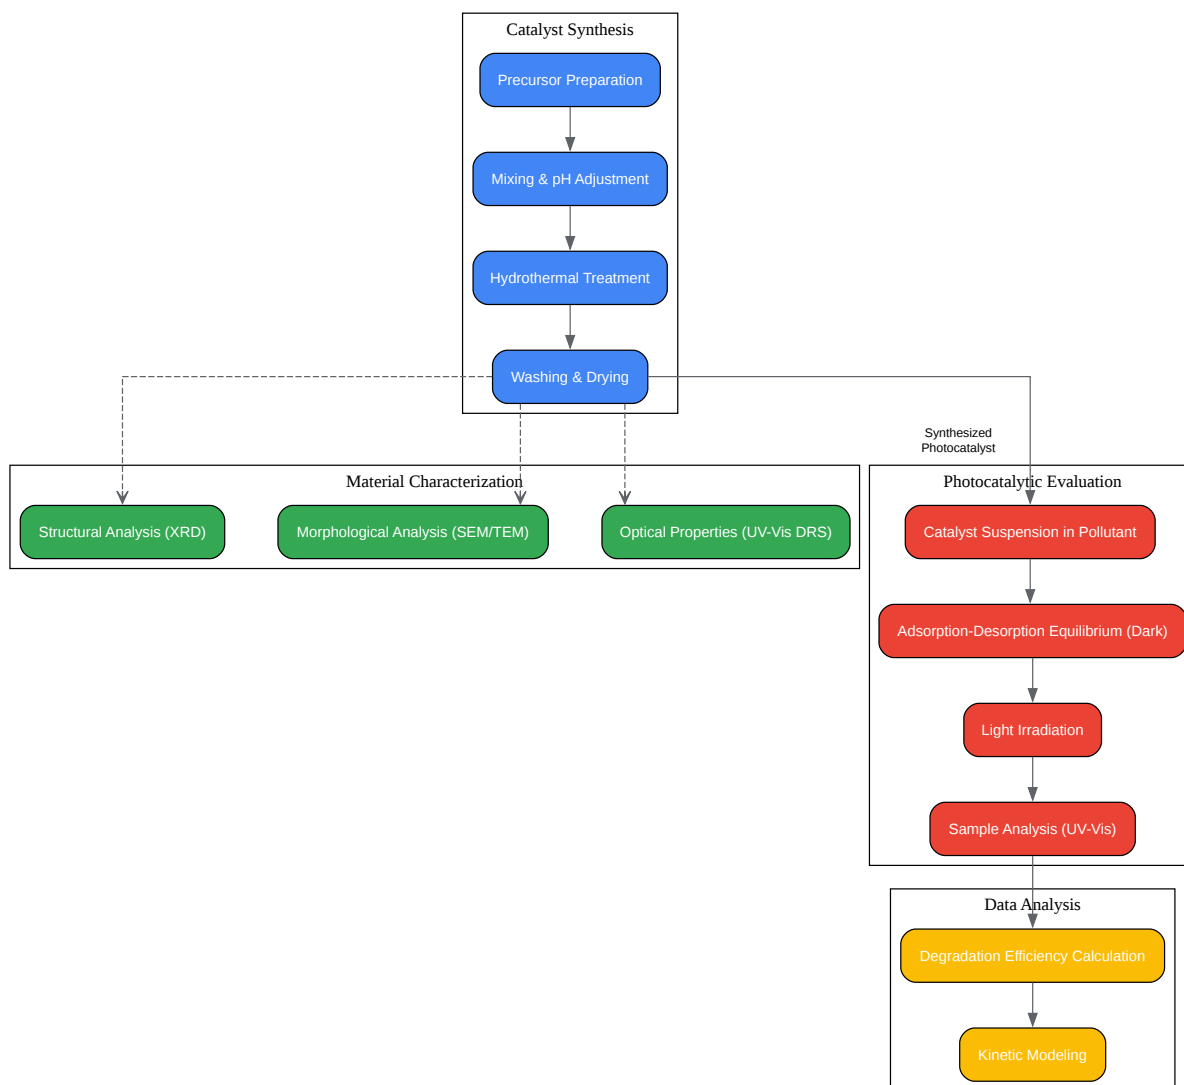 Catalyst Synthesis
Precursor Preparation
Mixing & pH Adjustment
Hydrothermal Treatment
Washing & Drying
Synthesized
Photocatalyst
Material Characterization
Structural Analysis (XRD)
Morphological Analysis (SEM/TEM)
Optical Properties (UV-Vis DRS)
Photocatalytic Evaluation
Catalyst Suspension in Pollutant
Adsorption-Desorption Equilibrium (Dark)
Light Irradiation
Sample Analysis (UV-Vis)
Data Analysis
Degradation Efficiency Calculation
Kinetic Modeling